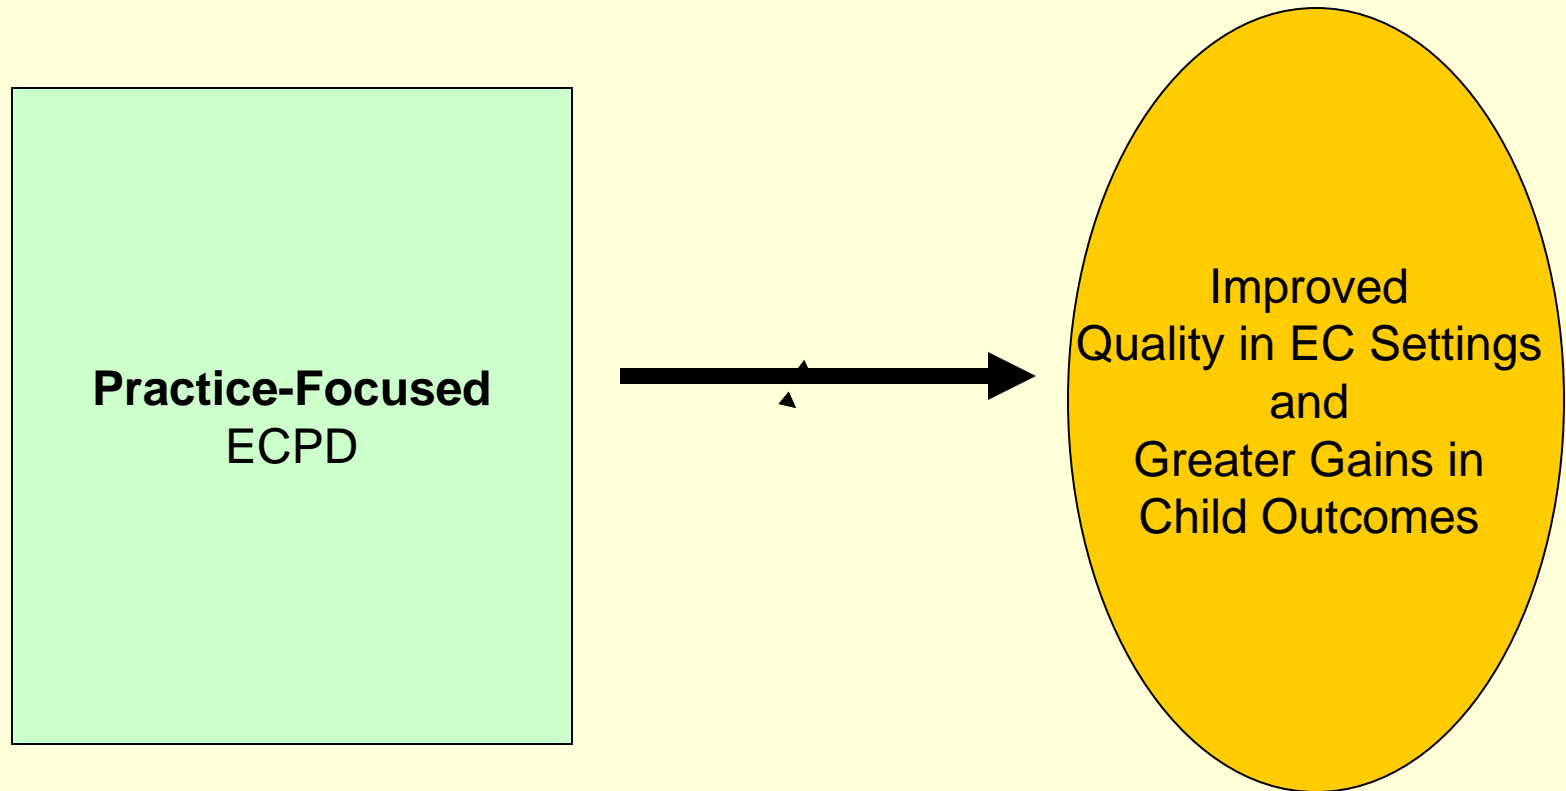 Practice-Focused
ECPD
Improved
Quality in EC Settings
and
Greater Gains in
Child Outcomes